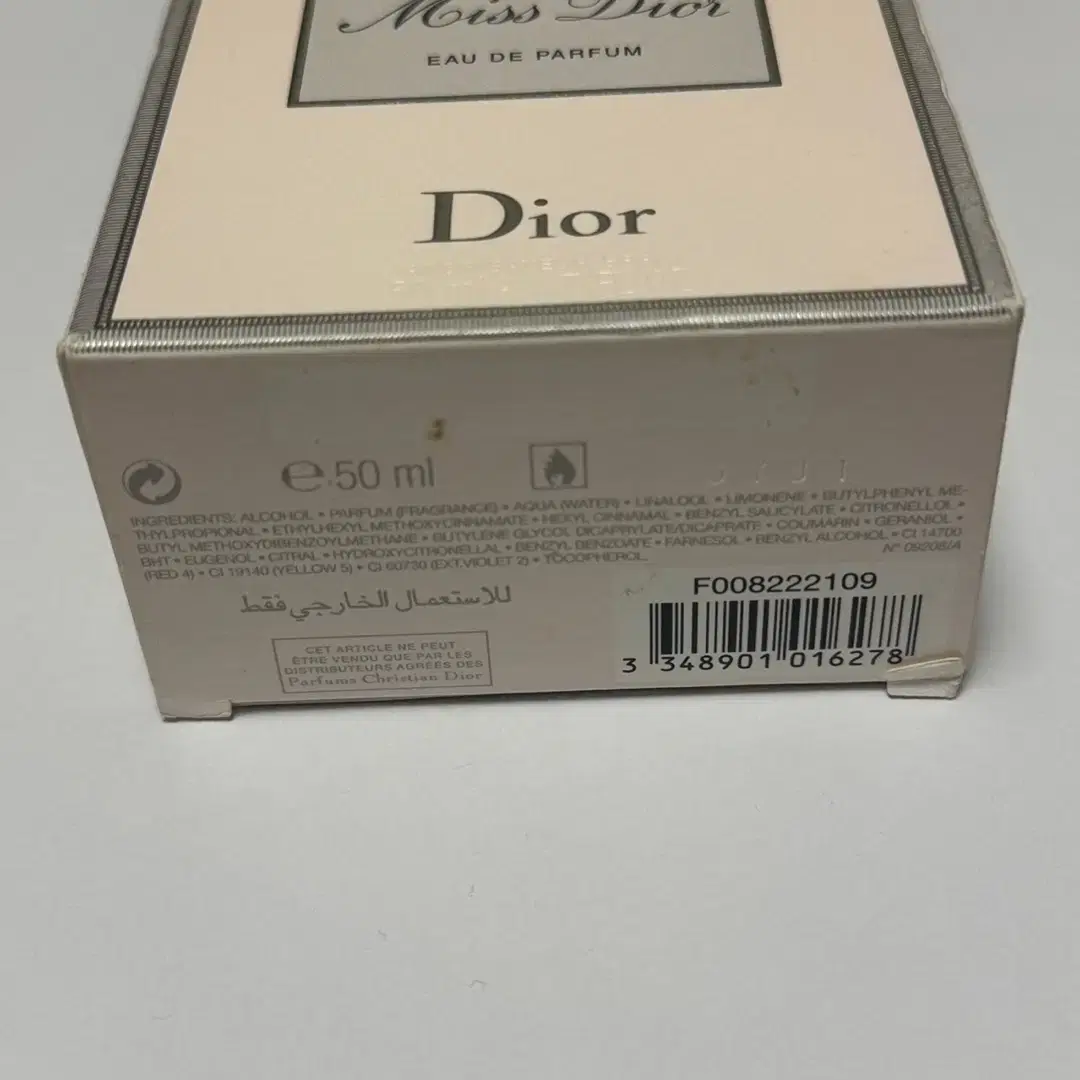 Miss Dior
EAU DE PARFUM
Dior
e 50 ml
INGREDIENTS: ALCOHOL • PARFUM (FRAGRANCE) • AQUA (WATER) • LINALOOL • LIMONENE • BUTYLPHENYL ME-
THYLPROPIONAL • ETHYLHEXYL METHOXYCINNAMATE • HEXYL CINNAMAL • BENZYL SALICYLATE • CITRONELLOL •
BUTYL METHOXYDIBENZOYLMETHANE • BUTYLENE GLYCOL DICAPRYLATE/DICAPRATE • COUMARIN • GERANIOL •
BHT • EUGENOL • CITRAL • HYDROXYCITRONELLAL • BENZYL BENZOATE • FARNESOL • BENZYL ALCOHOL • CI 14700
(RED 4) • CI 19140 (YELLOW 5) • CI 60730 (EXT.VIOLET 2) • TOCOPHEROL.
N° 09208/A
للاستعمال الخارجي فقط
CET ARTICLE NE PEUT
ÊTRE VENDU QUE PAR LES
DISTRIBUTEURS AGRÉÉS DES
Parfums Christian Dior
F008222109
3 348901 016278